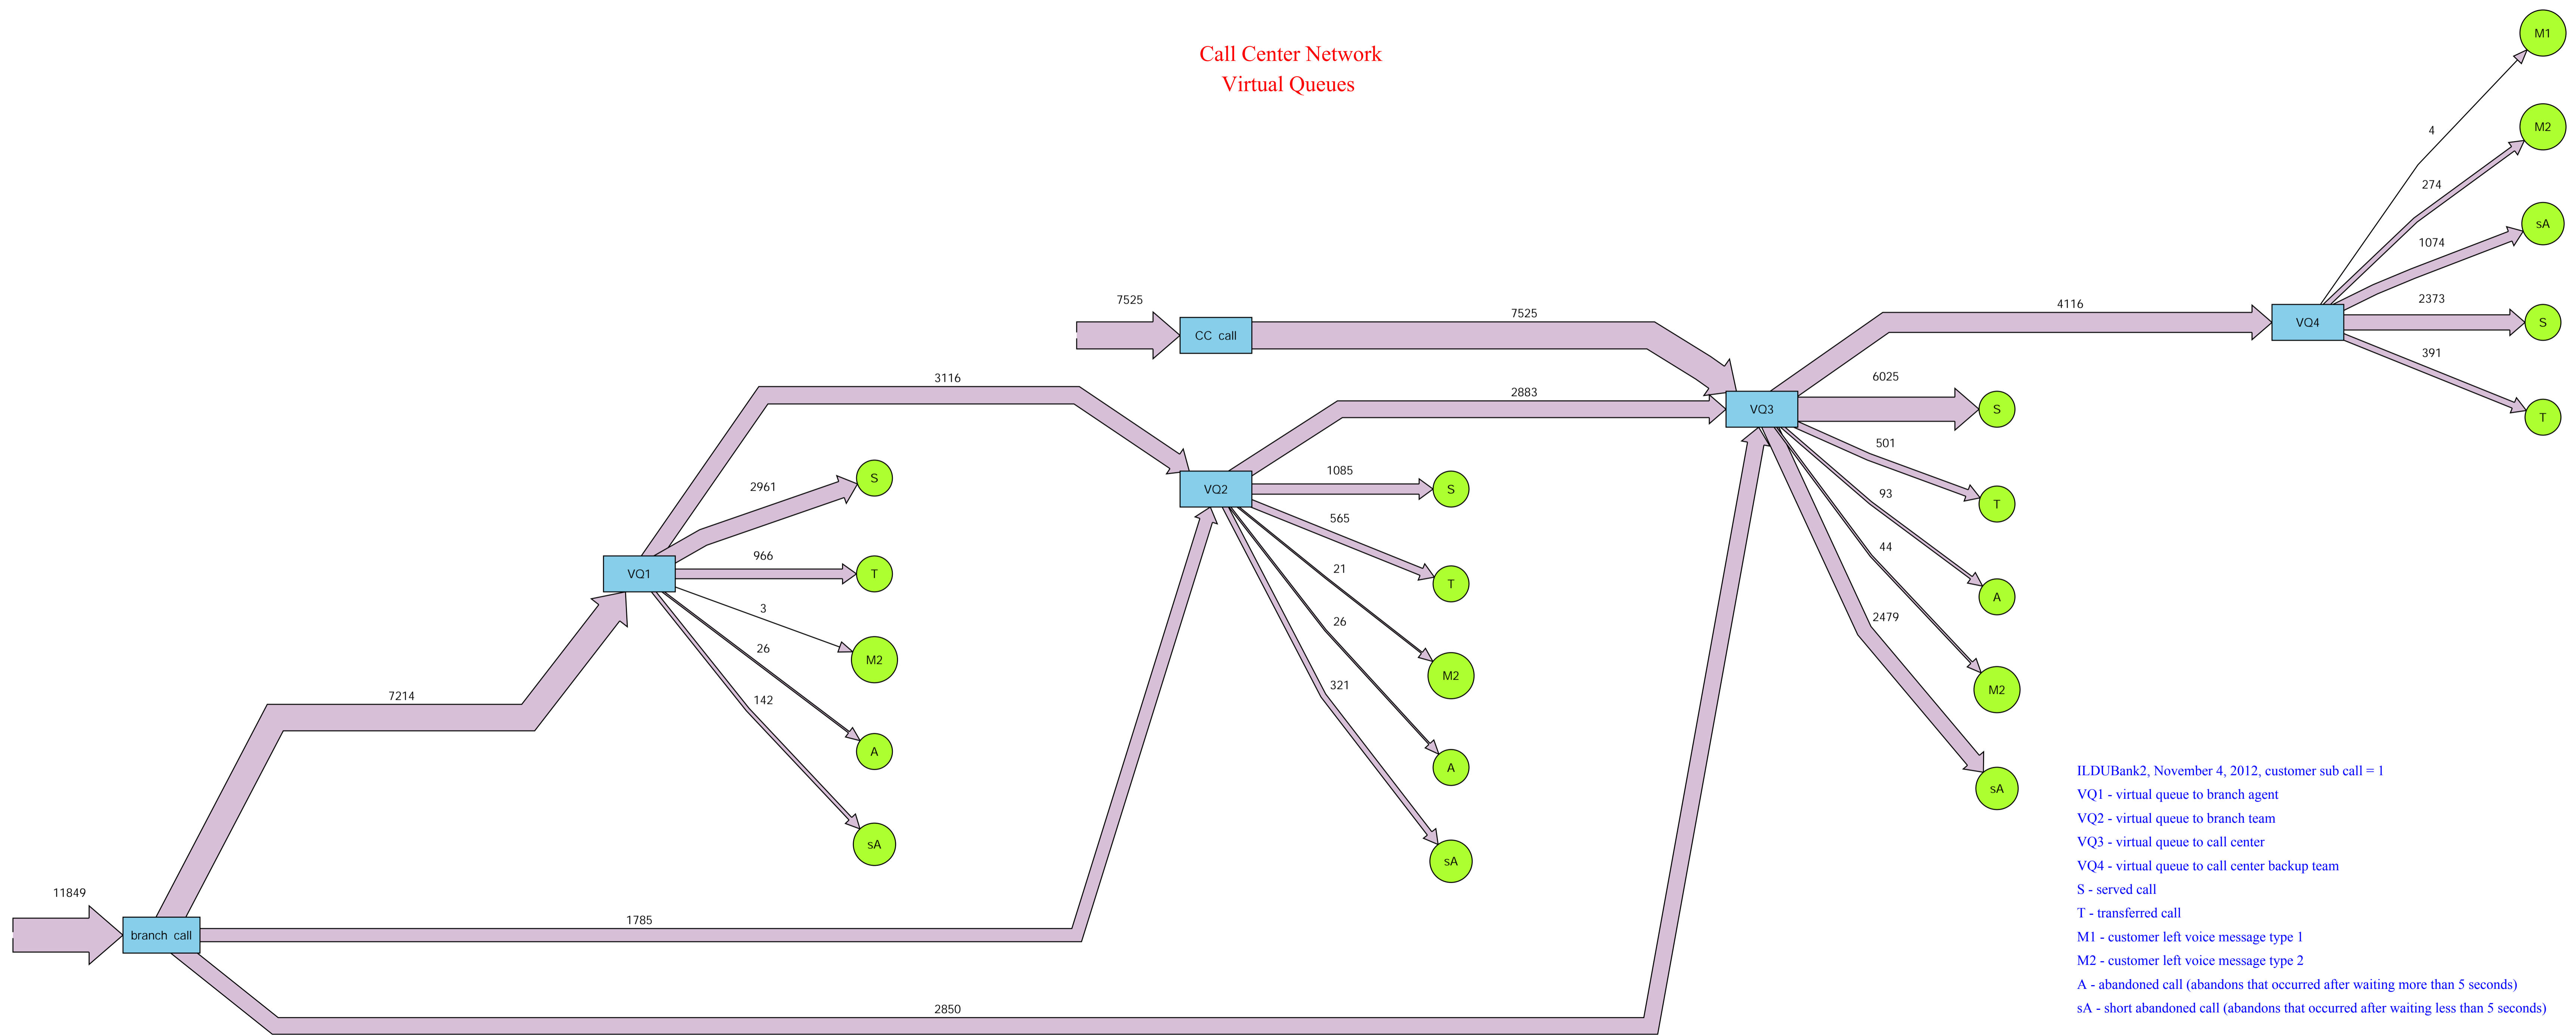 Call Center Network
Virtual Queues
M1
M2
sA
S
T
4
274
1074
2373
391
VQ4
4116
7525
CC call
7525
VQ3
6025
S
501
T
93
A
44
M2
2479
sA
3116
2883
VQ2
1085
S
565
T
21
M2
26
A
321
sA
VQ1
2961
S
966
T
3
M2
26
A
142
sA
7214
11849
branch call
1785
2850
ILDUBank2, November 4, 2012, customer sub call = 1
VQ1 - virtual queue to branch agent
VQ2 - virtual queue to branch team
VQ3 - virtual queue to call center
VQ4 - virtual queue to call center backup team
S - served call
T - transferred call
M1 - customer left voice message type 1
M2 - customer left voice message type 2
A - abandoned call (abandons that occurred after waiting more than 5 seconds)
sA - short abandoned call (abandons that occurred after waiting less than 5 seconds)